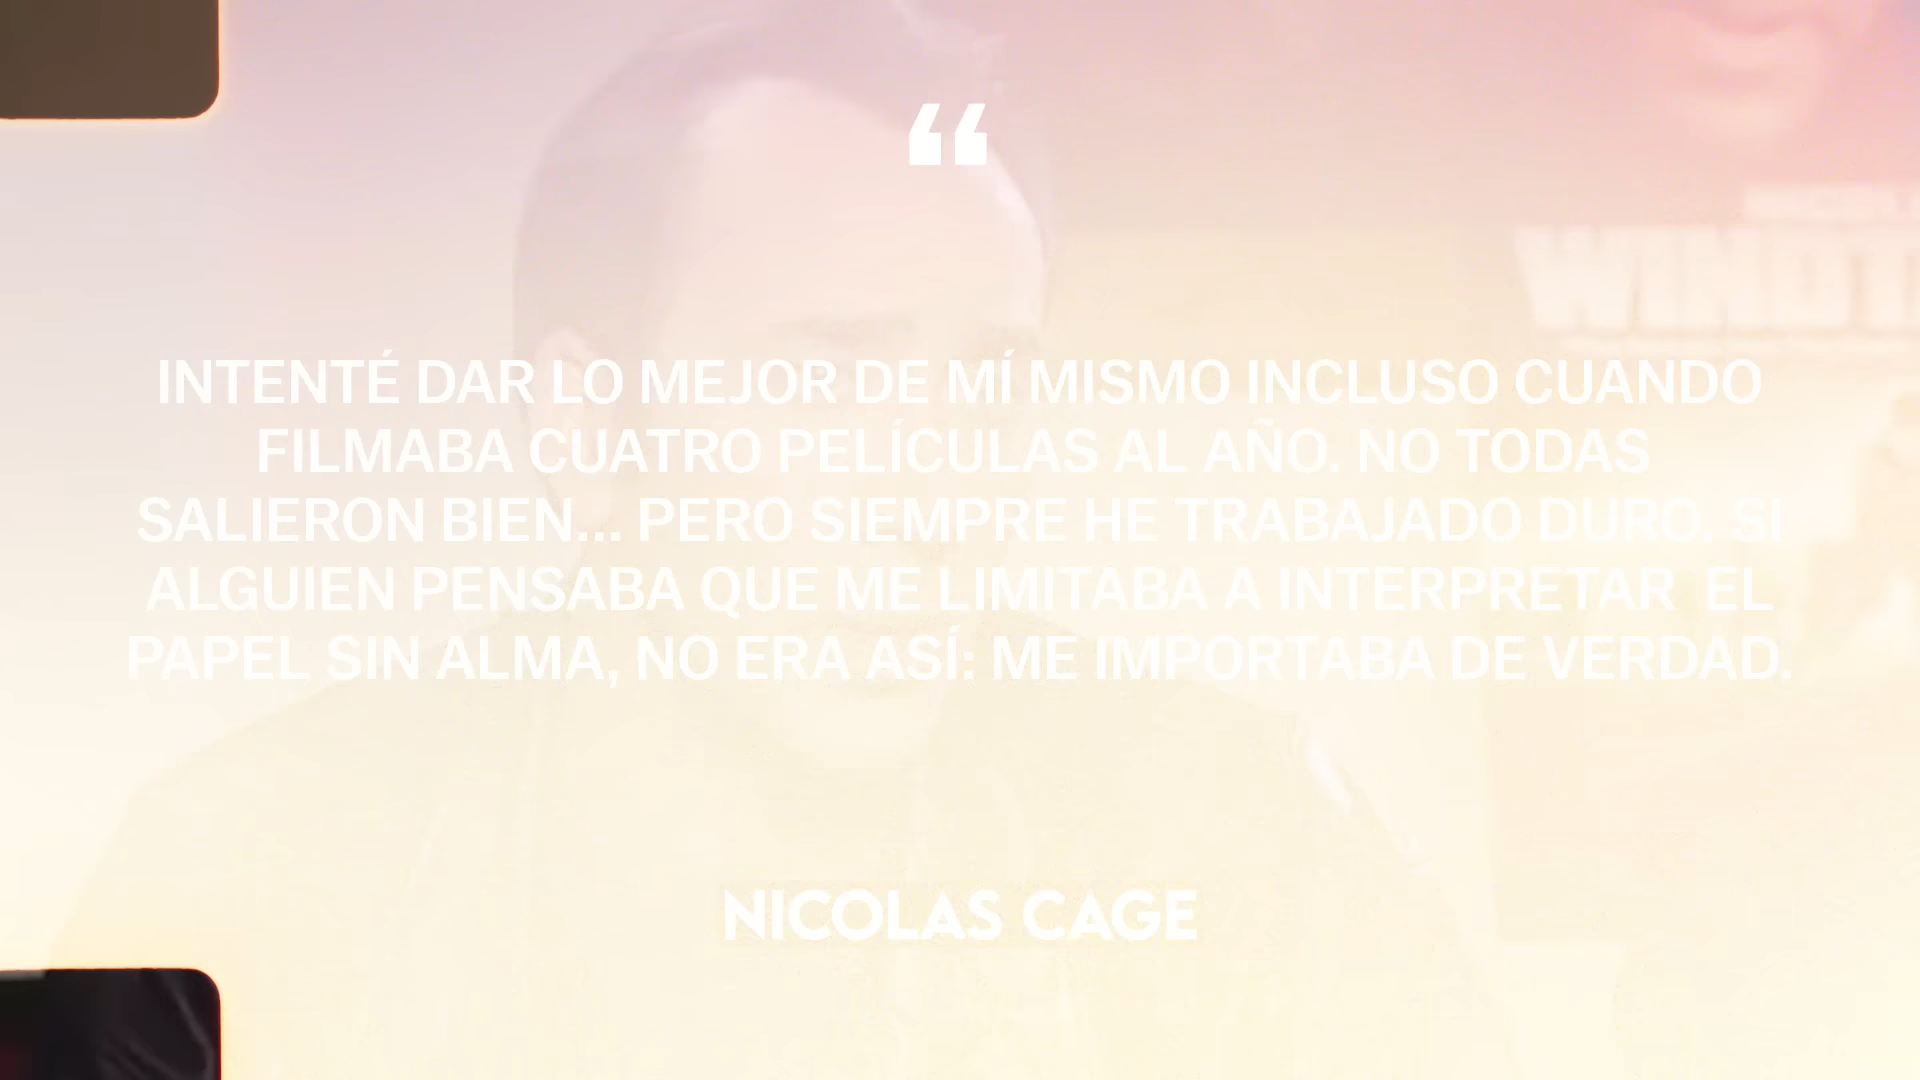 “
INTENTÉ DAR LO MEJOR DE MÍ MISMO INCLUSO CUANDO
FILMABA CUATRO PELÍCULAS AL AÑO. NO TODAS
SALIERON BIEN... PERO SIEMPRE HE TRABAJADO DURO. SI
ALGUIEN PENSABA QUE ME LIMITABA A INTERPRETAR  EL
PAPEL SIN ALMA, NO ERA ASÍ: ME IMPORTABA DE VERDAD.
NICOLAS CAGE